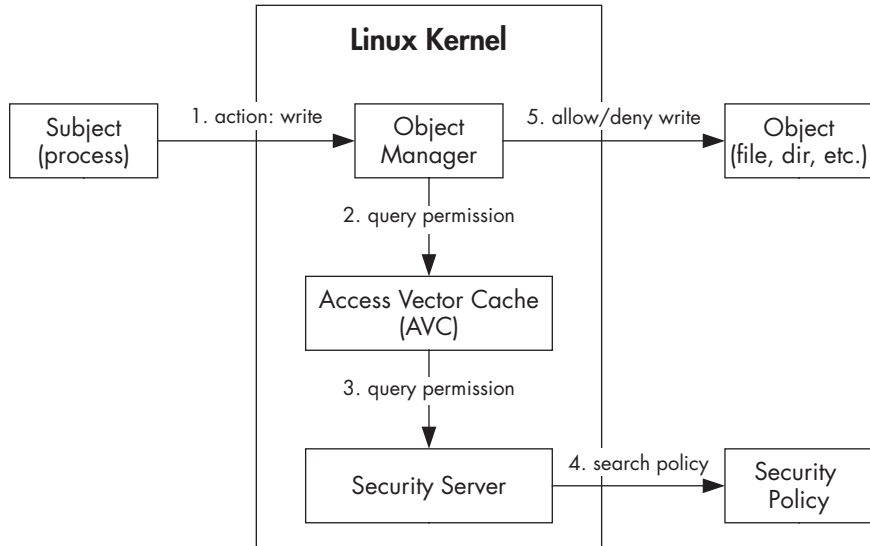 Linux Kernel
Subject
(process)
1. action: write
Object
Manager
5. allow/deny write
Object
(file, dir, etc.)
2. query permission
Access Vector Cache
(AVC)
3. query permission
Security Server
4. search policy
Security
Policy